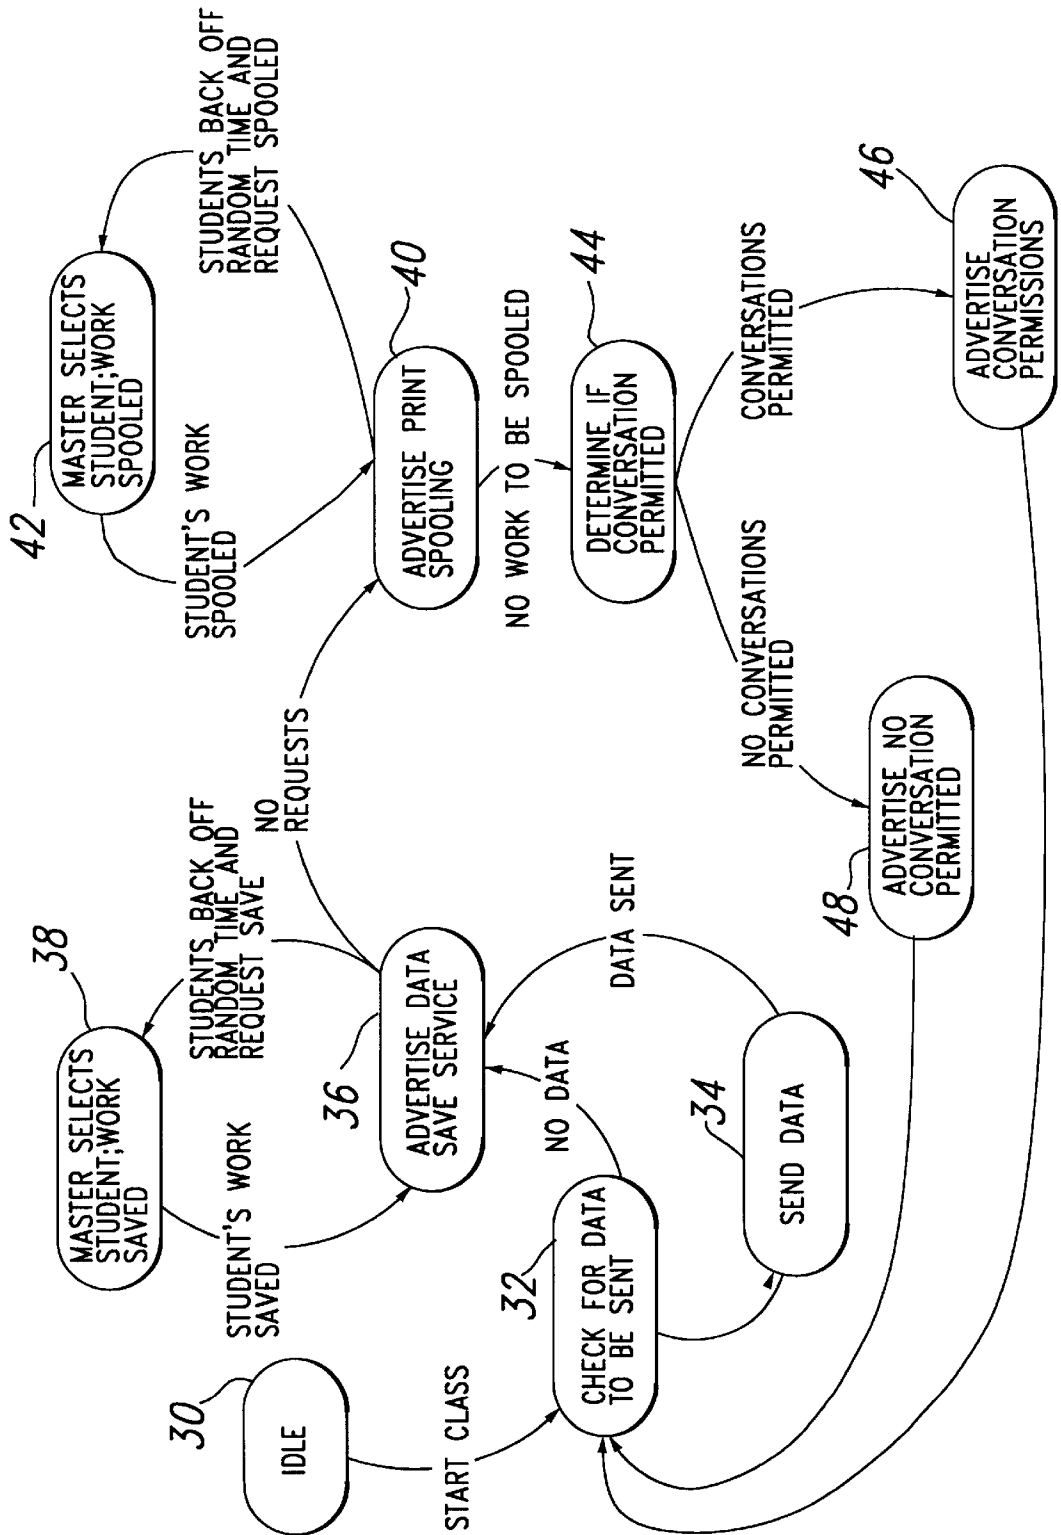 30
IDLE
START CLASS
38
MASTER SELECTS
STUDENT;WORK
SAVED
STUDENT'S WORK
SAVED
STUDENTS BACK OFF
RANDOM TIME AND
REQUEST SAVE
36
ADVERTISE DATA
SAVE SERVICE
NO
REQUESTS
32
CHECK FOR DATA
TO BE SENT
NO DATA
34
SEND DATA
DATA SENT
42
MASTER SELECTS
STUDENT;WORK
SPOOLED
STUDENT'S WORK
SPOOLED
STUDENTS BACK OFF
RANDOM TIME AND
REQUEST SPOOLED
40
ADVERTISE PRINT
SPOOLING
NO WORK TO BE SPOOLED
44
DETERMINE IF
CONVERSATION
PERMITTED
NO CONVERSATIONS
PERMITTED
CONVERSATIONS
PERMITTED
48
ADVERTISE NO
CONVERSATION
PERMITTED
46
ADVERTISE
CONVERSATION
PERMISSIONS